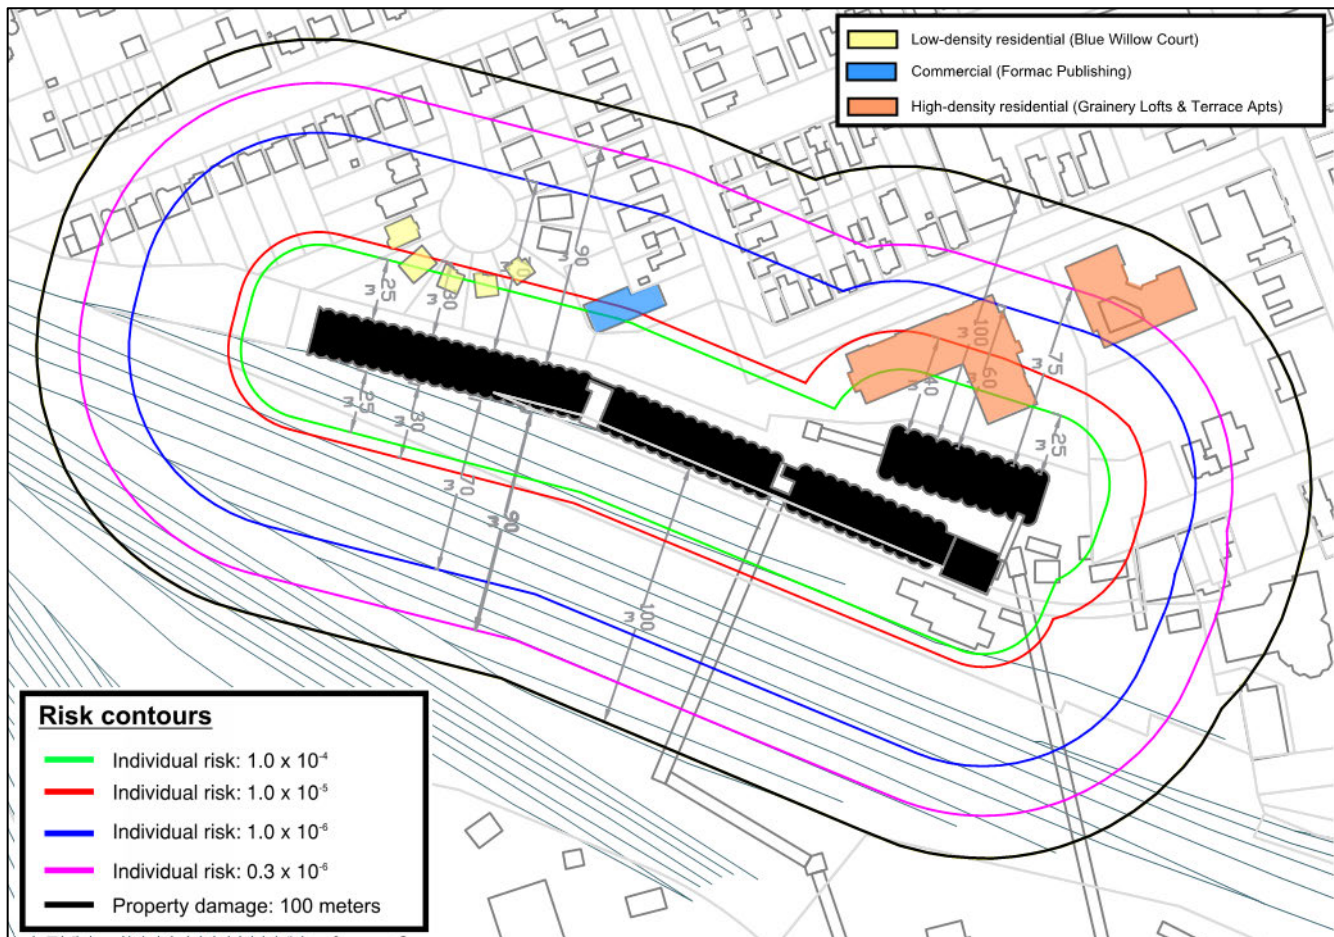 Low-density residential (Blue Willow Court)
Commercial (Formac Publishing)
High-density residential (Grainery Lofts & Terrace Apts)
90
m
25
m
30
m
100
m
75
m
60
m
40
m
25
m
25
m
30
m
70
m
90
m
100
m
Risk contours
Individual risk: 1.0 x 10⁻⁴
Individual risk: 1.0 x 10⁻⁵
Individual risk: 1.0 x 10⁻⁶
Individual risk: 0.3 x 10⁻⁶
Property damage: 100 meters